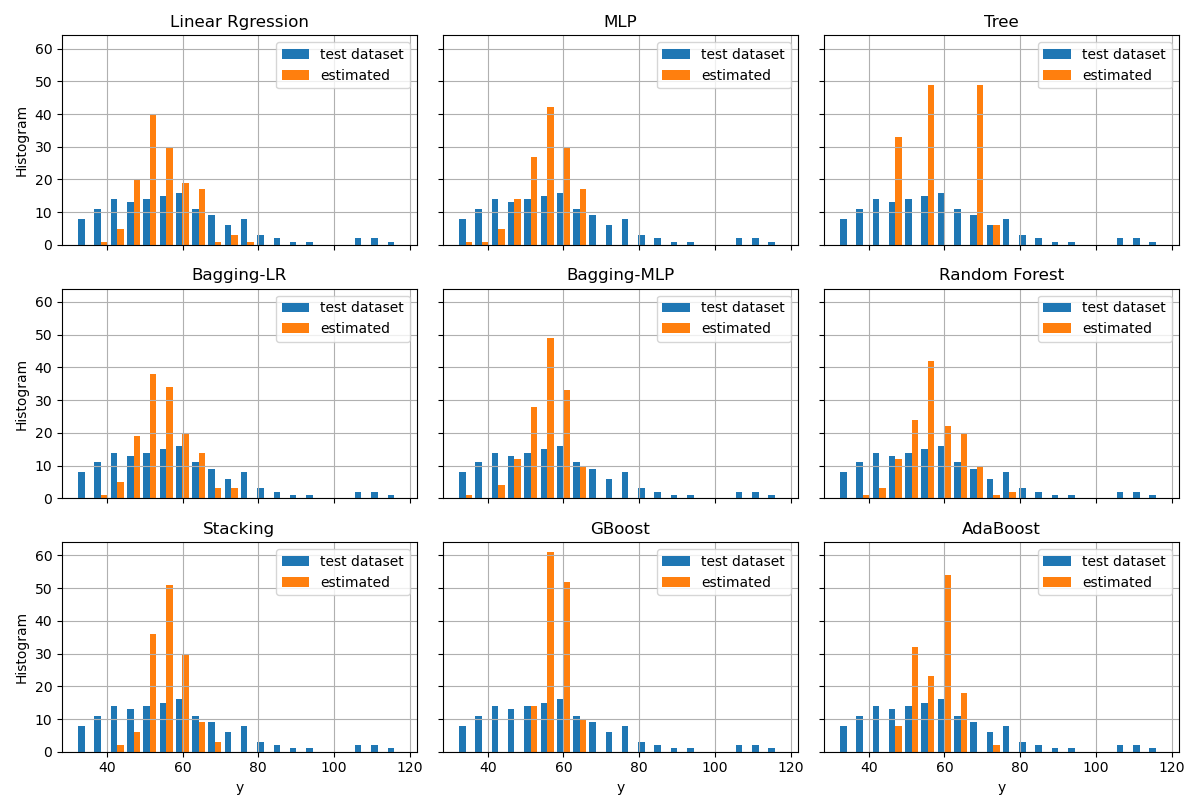 Linear Rgression
MLP
Tree
60
50
40
30
20
10
0
Histogram
test dataset
estimated
test dataset
estimated
test dataset
estimated
Bagging-LR
Bagging-MLP
Random Forest
60
50
40
30
20
10
0
Histogram
test dataset
estimated
test dataset
estimated
test dataset
estimated
Stacking
GBoost
AdaBoost
60
50
40
30
20
10
0
Histogram
test dataset
estimated
test dataset
estimated
test dataset
estimated
40 60 80 100 120
40 60 80 100 120
40 60 80 100 120
y
y
y